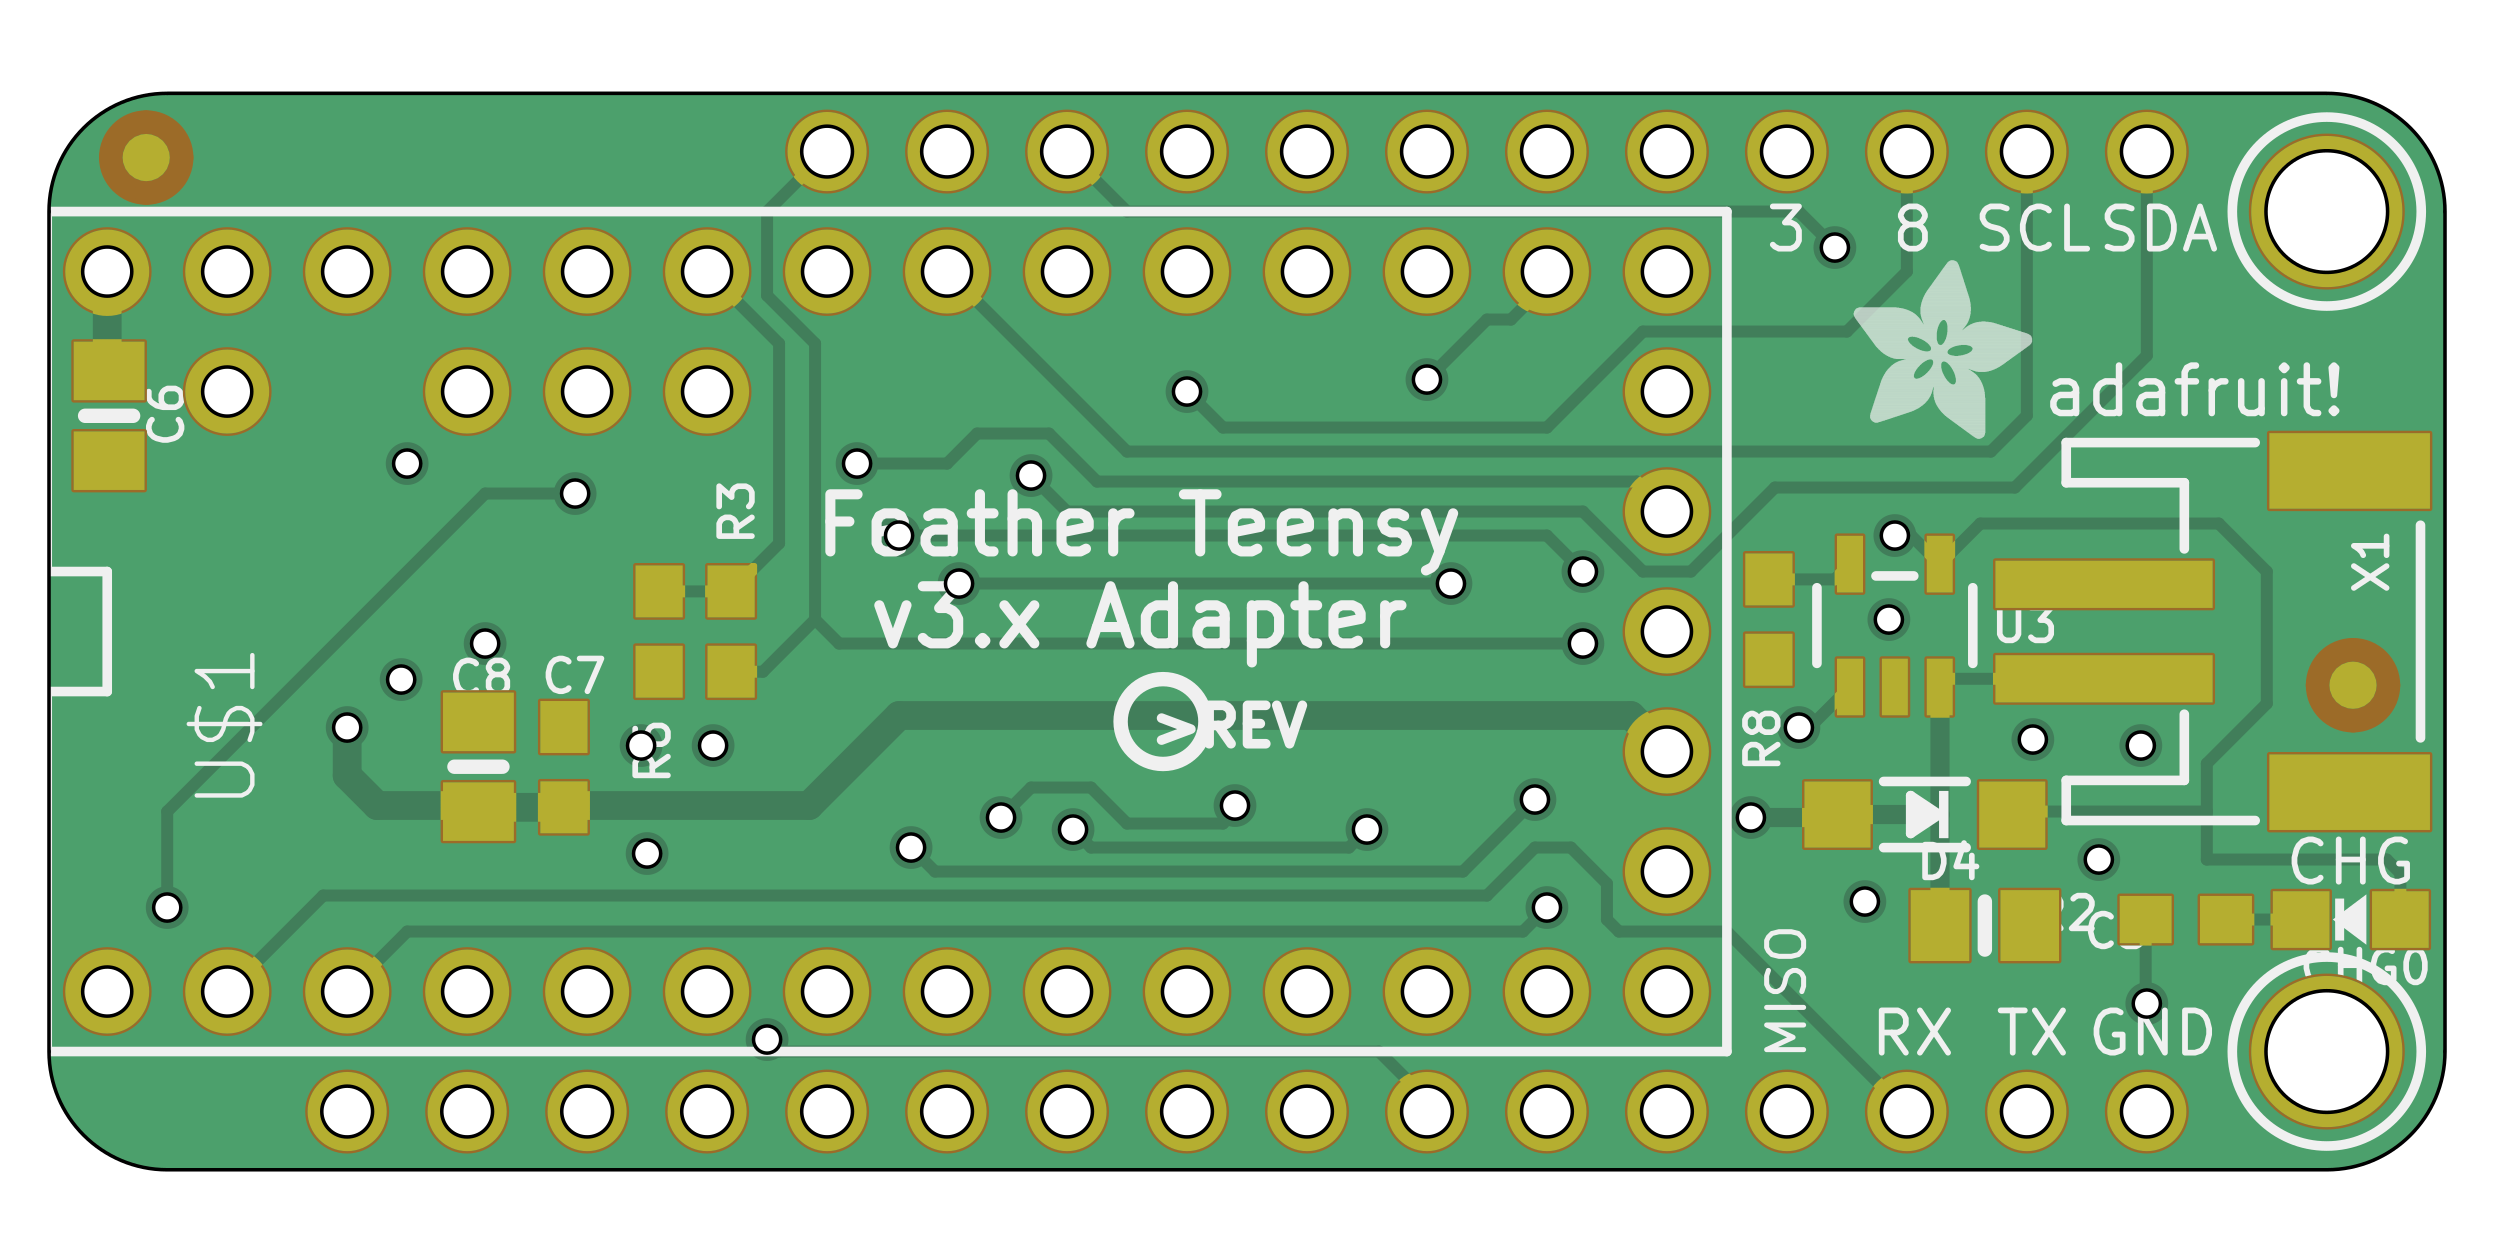 3 8 SCL SDA
adafruit!
C6
R3
Feather Teensy
v3.x Adapter
U3
x1
U$1
C8 C7
>REV
R6
R8
D4
CHG
MISO
RX TX GND